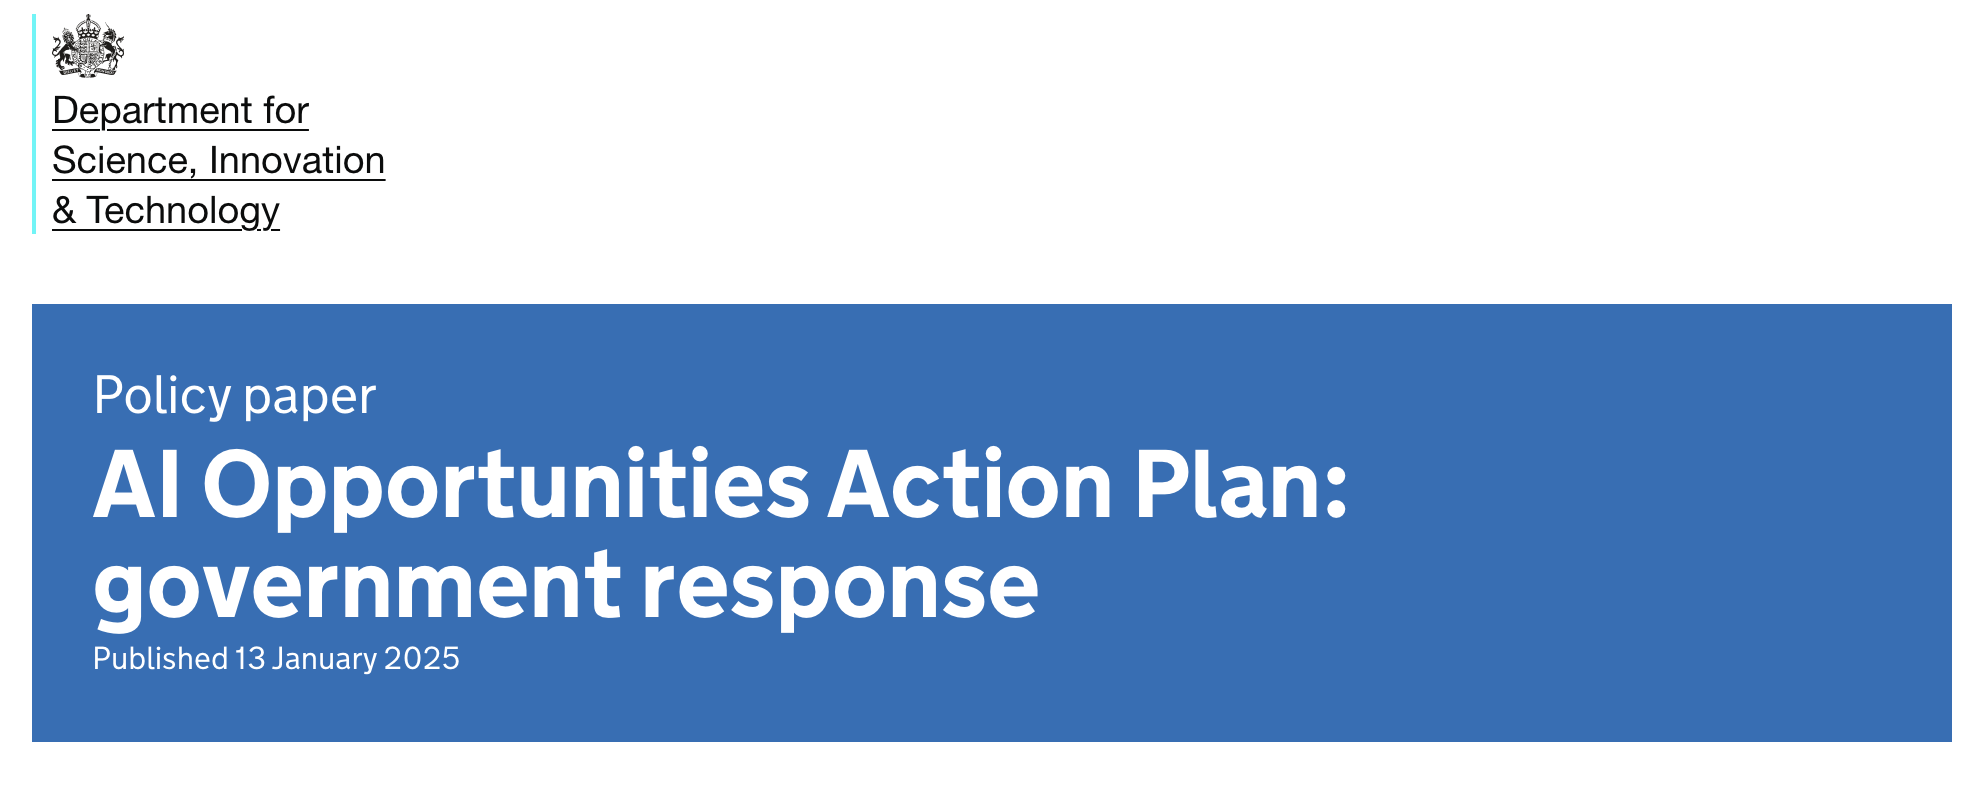 Department for
Science, Innovation
& Technology
Policy paper
AI Opportunities Action Plan:
government response
Published 13 January 2025